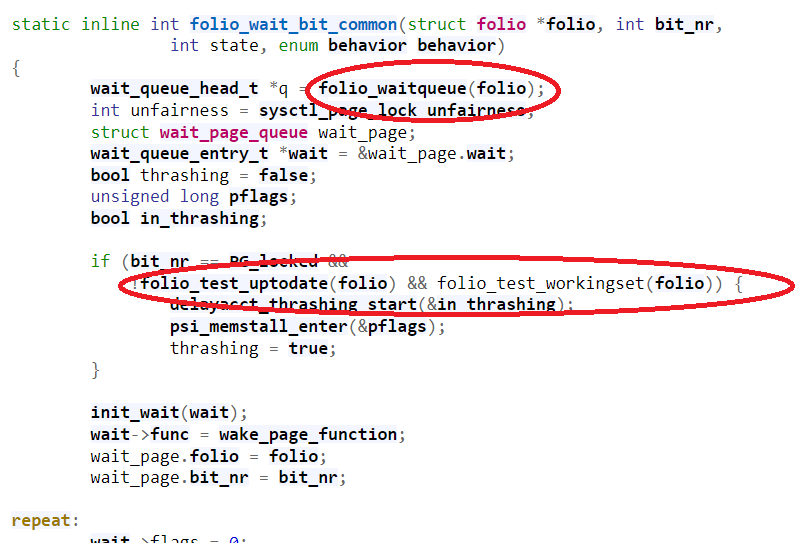 static inline int folio_wait_bit_common(struct folio *folio, int bit_nr,
int state, enum behavior behavior)
{
wait_queue_head_t *q = folio_waitqueue(folio);
int unfairness = sysctl_page_lock_unfairness;
struct wait_page_queue wait_page;
wait_queue_entry_t *wait = &wait_page.wait;
bool thrashing = false;
unsigned long pflags;
bool in_thrashing;
if (bit_nr == PG_locked &&
!folio_test_uptodate(folio) && folio_test_workingset(folio)) {
delayacct_thrashing_start(&in_thrashing);
psi_memstall_enter(&pflags);
thrashing = true;
}
init_wait(wait);
wait->func = wake_page_function;
wait_page.folio = folio;
wait_page.bit_nr = bit_nr;
repeat:
wait->flags = 0;